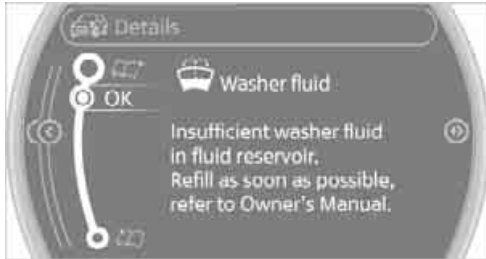 Details
Washer fluid
OK
Insufficient washer fluid
in fluid reservoir.
Refill as soon as possible,
refer to Owner's Manual.